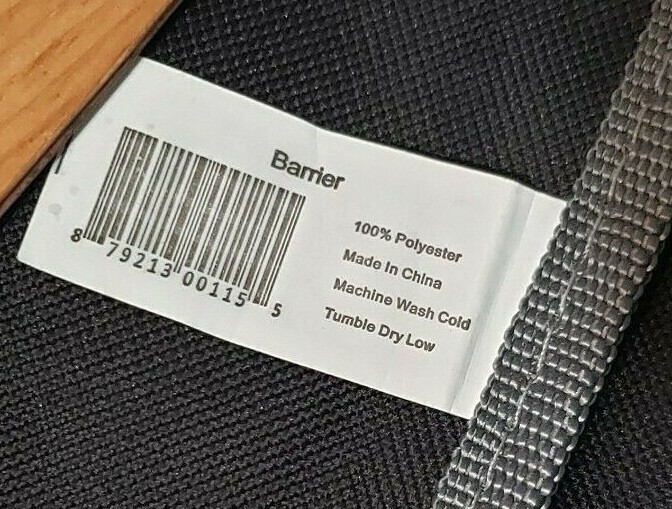 Barrier
8 79213 00115 5
100% Polyester
Made In China
Machine Wash Cold
Tumble Dry Low